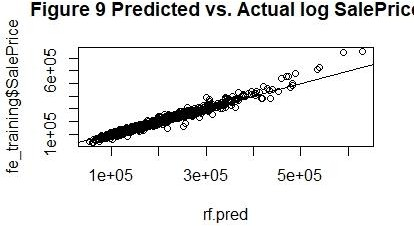 Figure 9 Predicted vs. Actual log SalePrice
fe_training$SalePrice
6e+05
1e+05
1e+05 3e+05 5e+05
rf.pred